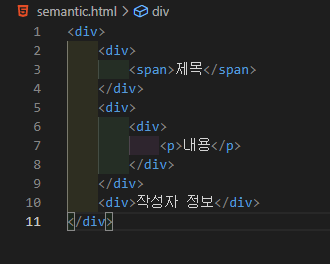 semantic.html > div
1 <div>
2     <div>
3         <span>제목</span>
4     </div>
5     <div>
6         <div>
7             <p>내용</p>
8         </div>
9     </div>
10     <div>작성자 정보</div>
11 </div>